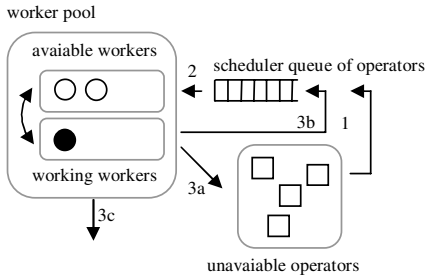 worker pool
avaiable workers
scheduler queue of operators
2
3b
1
working workers
3a
3c
unavaiable operators